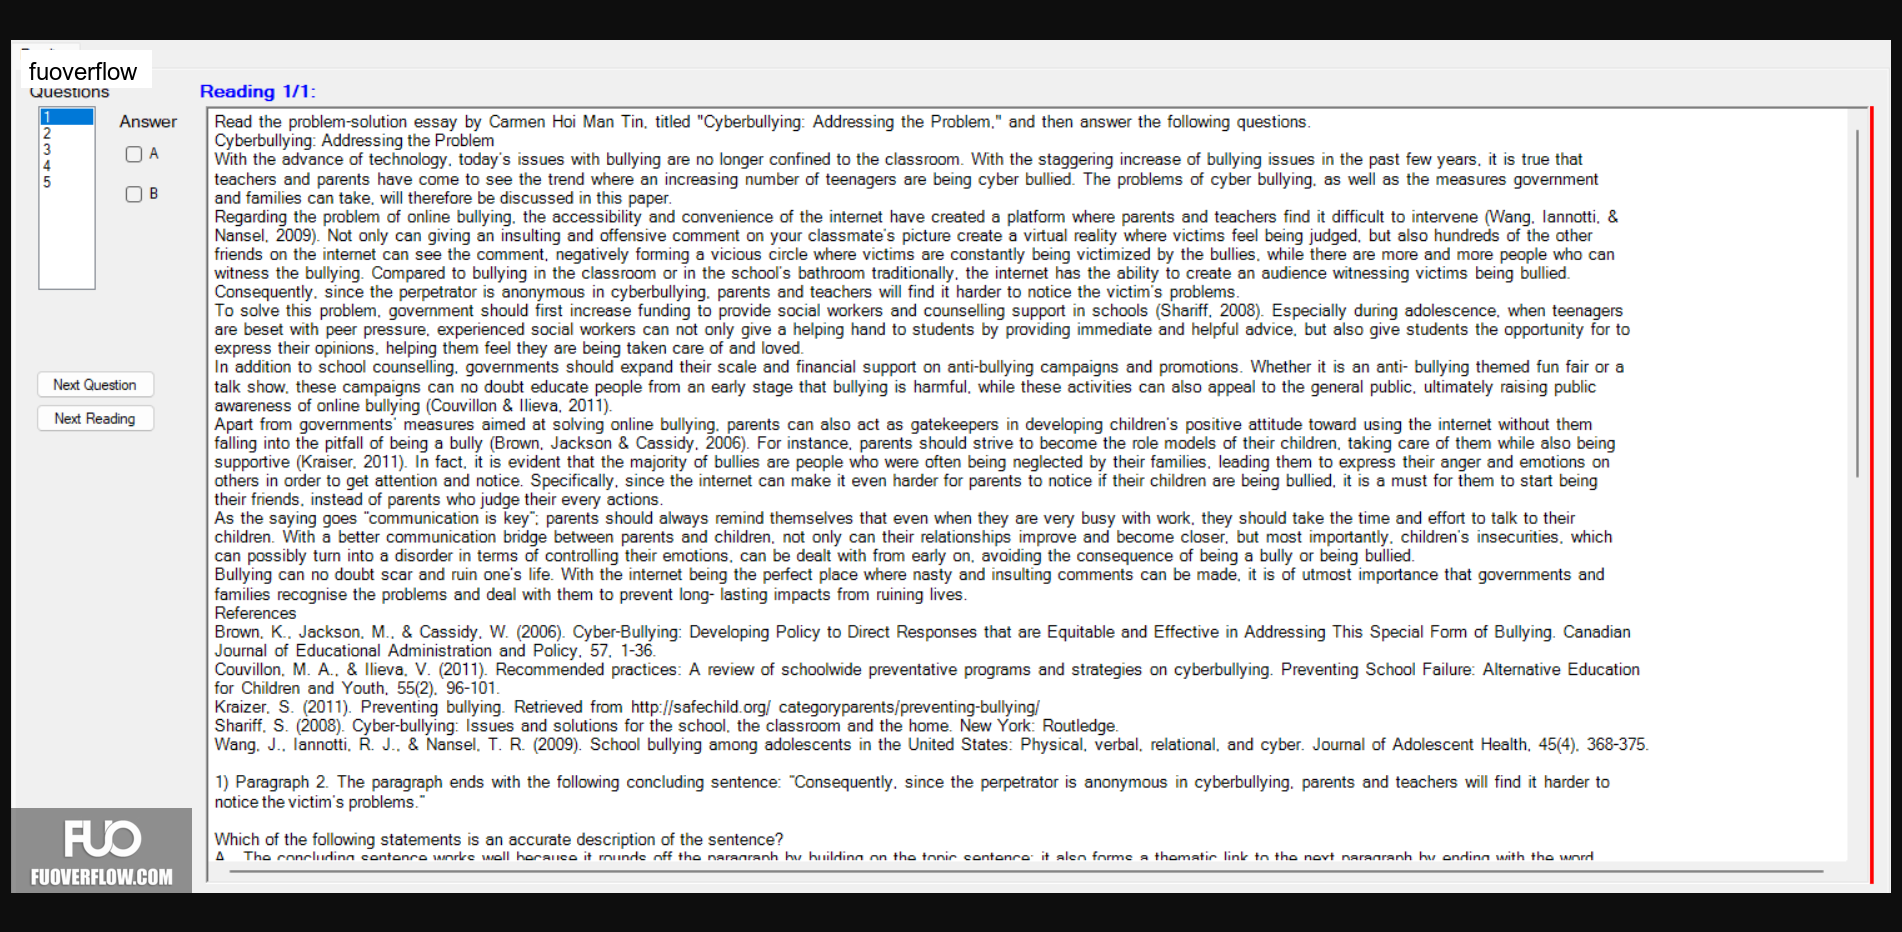 fuoverflow
Questions
Reading 1/1:
1
2
3
4
5
Answer
A
B
Next Question
Next Reading
Read the problem-solution essay by Carmen Hoi Man Tin, titled "Cyberbullying: Addressing the Problem," and then answer the following questions.
Cyberbullying: Addressing the Problem
With the advance of technology, today's issues with bullying are no longer confined to the classroom. With the staggering increase of bullying issues in the past few years, it is true that
teachers and parents have come to see the trend where an increasing number of teenagers are being cyber bullied. The problems of cyber bullying, as well as the measures government
and families can take, will therefore be discussed in this paper.
Regarding the problem of online bullying, the accessibility and convenience of the internet have created a platform where parents and teachers find it difficult to intervene (Wang, Iannotti, &
Nansel, 2009). Not only can giving an insulting and offensive comment on your classmate's picture create a virtual reality where victims feel being judged, but also hundreds of the other
friends on the internet can see the comment, negatively forming a vicious circle where victims are constantly being victimized by the bullies, while there are more and more people who can
witness the bullying. Compared to bullying in the classroom or in the school's bathroom traditionally, the internet has the ability to create an audience witnessing victims being bullied.
Consequently, since the perpetrator is anonymous in cyberbullying, parents and teachers will find it harder to notice the victim's problems.
To solve this problem, government should first increase funding to provide social workers and counselling support in schools (Shariff, 2008). Especially during adolescence, when teenagers
are beset with peer pressure, experienced social workers can not only give a helping hand to students by providing immediate and helpful advice, but also give students the opportunity for to
express their opinions, helping them feel they are being taken care of and loved.
In addition to school counselling, governments should expand their scale and financial support on anti-bullying campaigns and promotions. Whether it is an anti- bullying themed fun fair or a
talk show, these campaigns can no doubt educate people from an early stage that bullying is harmful, while these activities can also appeal to the general public, ultimately raising public
awareness of online bullying (Couvillon & Ilieva, 2011).
Apart from governments' measures aimed at solving online bullying, parents can also act as gatekeepers in developing children's positive attitude toward using the internet without them
falling into the pitfall of being a bully (Brown, Jackson & Cassidy, 2006). For instance, parents should strive to become the role models of their children, taking care of them while also being
supportive (Kraiser, 2011). In fact, it is evident that the majority of bullies are people who were often being neglected by their families, leading them to express their anger and emotions on
others in order to get attention and notice. Specifically, since the internet can make it even harder for parents to notice if their children are being bullied, it is a must for them to start being
their friends, instead of parents who judge their every actions.
As the saying goes "communication is key"; parents should always remind themselves that even when they are very busy with work, they should take the time and effort to talk to their
children. With a better communication bridge between parents and children, not only can their relationships improve and become closer, but most importantly, children's insecurities, which
can possibly turn into a disorder in terms of controlling their emotions, can be dealt with from early on, avoiding the consequence of being a bully or being bullied.
Bullying can no doubt scar and ruin one's life. With the internet being the perfect place where nasty and insulting comments can be made, it is of utmost importance that governments and
families recognise the problems and deal with them to prevent long- lasting impacts from ruining lives.
References
Brown, K., Jackson, M., & Cassidy, W. (2006). Cyber-Bullying: Developing Policy to Direct Responses that are Equitable and Effective in Addressing This Special Form of Bullying. Canadian
Journal of Educational Administration and Policy, 57, 1-36.
Couvillon, M. A., & Ilieva, V. (2011). Recommended practices: A review of schoolwide preventative programs and strategies on cyberbullying. Preventing School Failure: Alternative Education
for Children and Youth, 55(2), 96-101.
Kraizer, S. (2011). Preventing bullying. Retrieved from http://safechild.org/ categoryparents/preventing-bullying/
Shariff, S. (2008). Cyber-bullying: Issues and solutions for the school, the classroom and the home. New York: Routledge.
Wang, J., Iannotti, R. J., & Nansel, T. R. (2009). School bullying among adolescents in the United States: Physical, verbal, relational, and cyber. Journal of Adolescent Health, 45(4), 368-375.
1) Paragraph 2. The paragraph ends with the following concluding sentence: "Consequently, since the perpetrator is anonymous in cyberbullying, parents and teachers will find it harder to
notice the victim's problems."
Which of the following statements is an accurate description of the sentence?
A. The concluding sentence works well because it rounds off the paragraph by building on the topic sentence; it also forms a thematic link to the next paragraph by ending with the word
FUO
FUOVERFLOW.COM